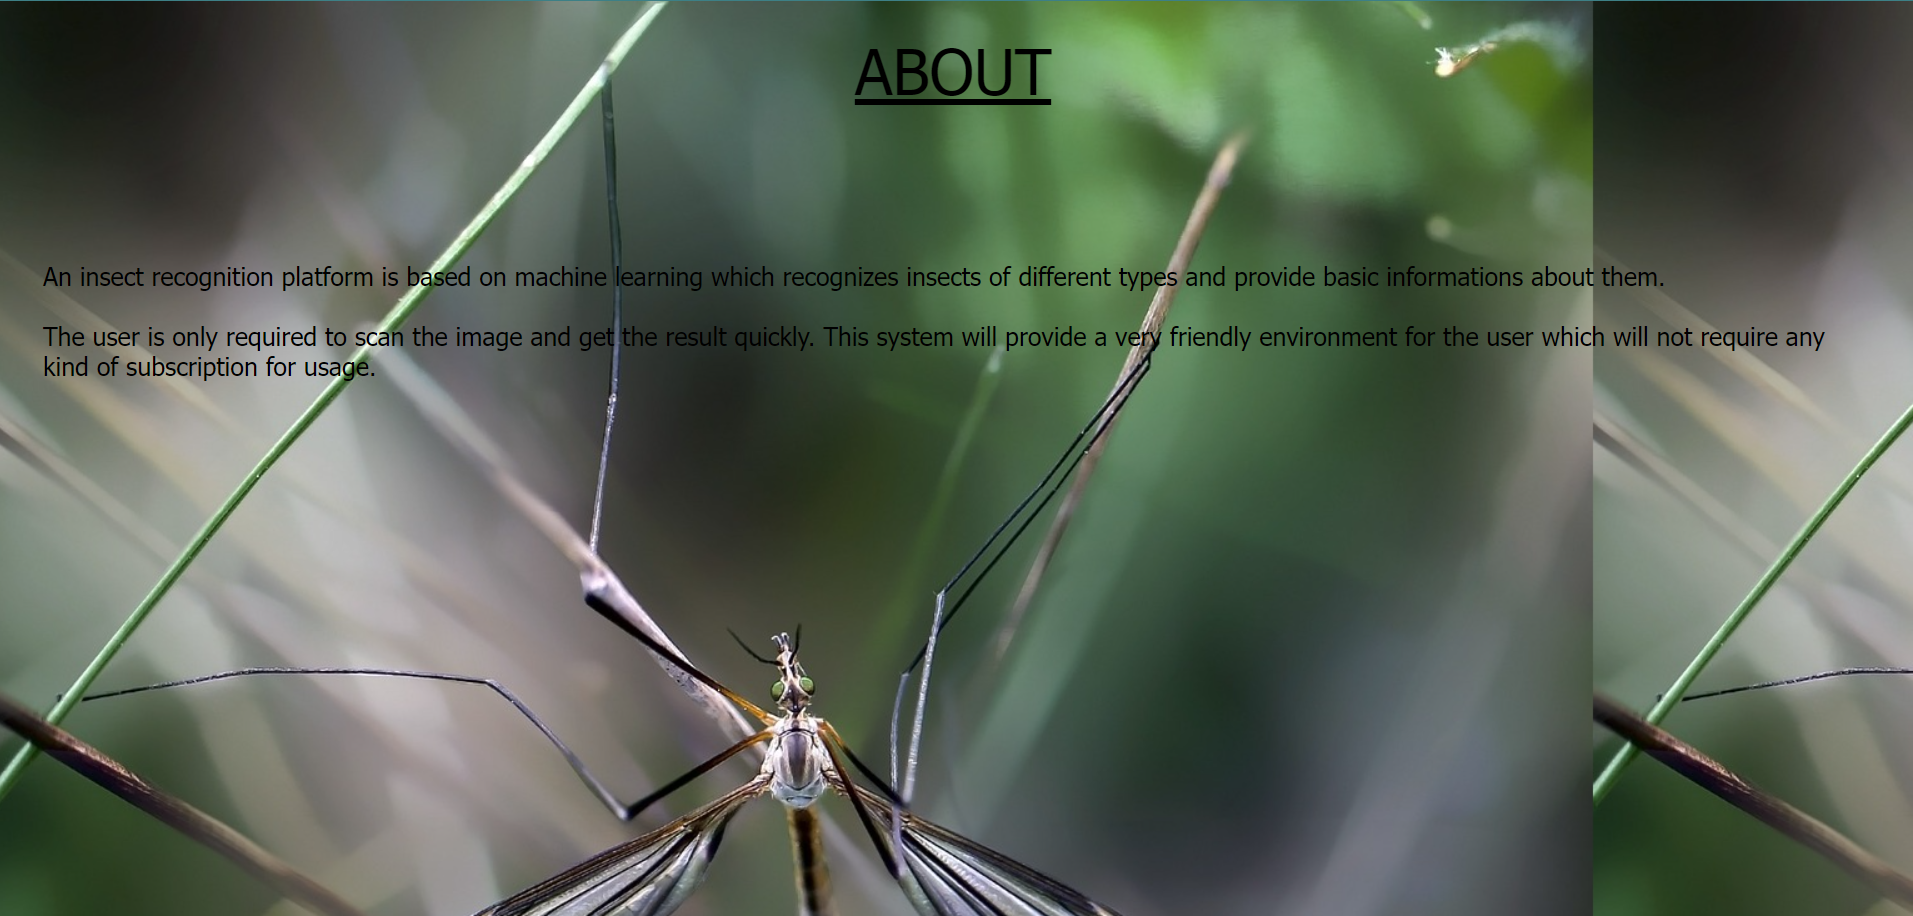 ABOUT
An insect recognition platform is based on machine learning which recognizes insects of different types and provide basic informations about them.
The user is only required to scan the image and get the result quickly. This system will provide a very friendly environment for the user which will not require any
kind of subscription for usage.